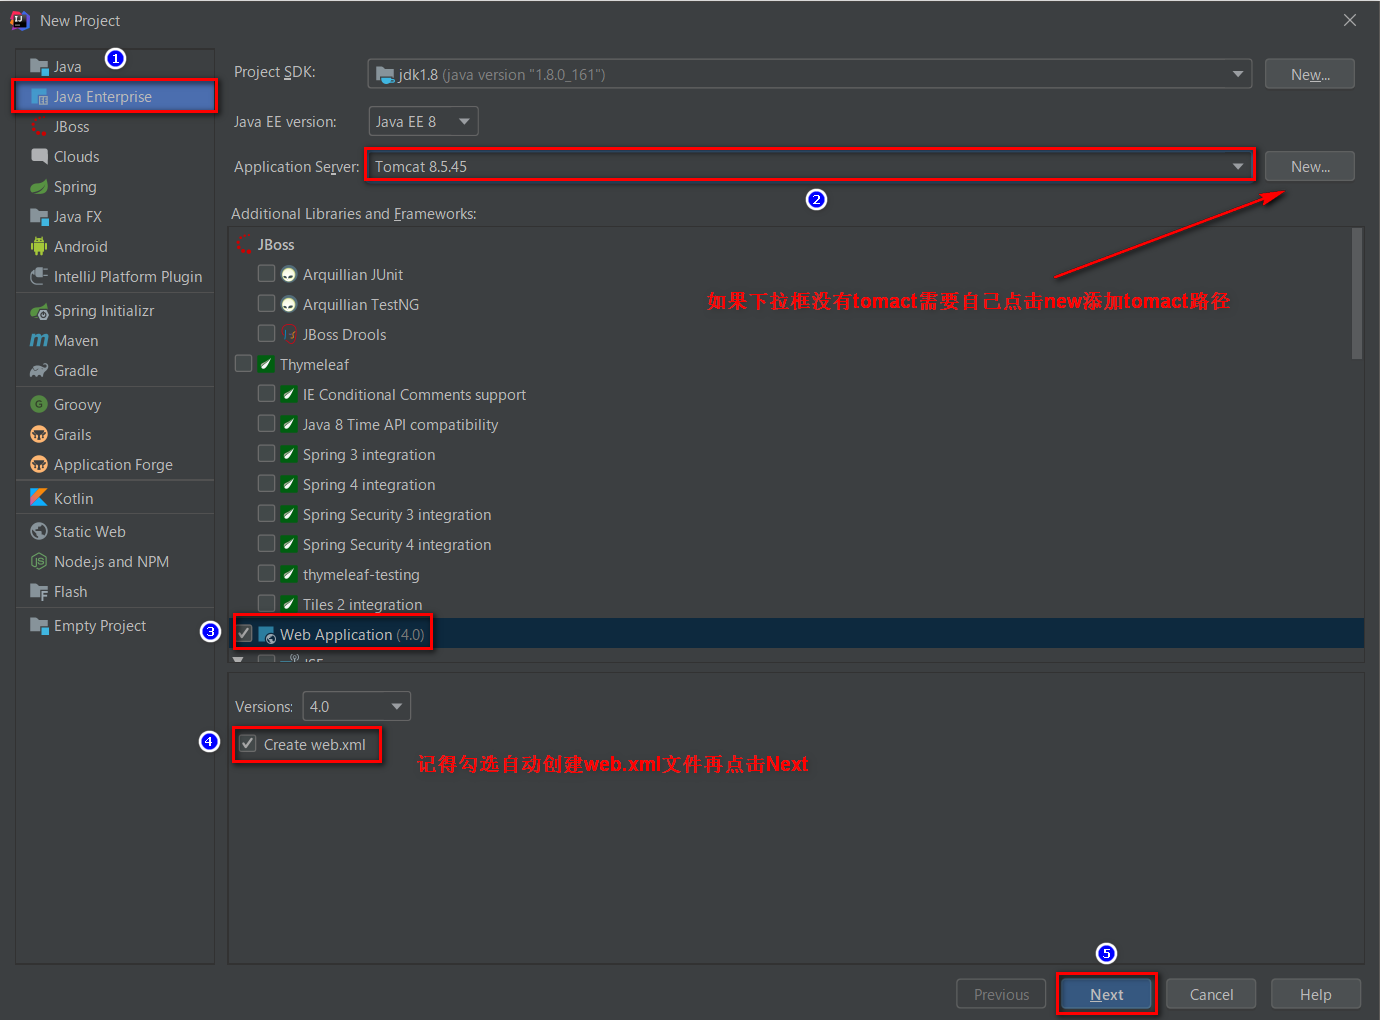 New Project
1
Java
Java Enterprise
JBoss
Clouds
Spring
Java FX
Android
IntelliJ Platform Plugin
Spring Initializr
Maven
Gradle
Groovy
Grails
Application Forge
Kotlin
Static Web
Node.js and NPM
Flash
Empty Project
Project SDK: jdk1.8 (java version "1.8.0_161") New...
Java EE version: Java EE 8
Application Server: Tomcat 8.5.45 New...
2
Additional Libraries and Frameworks:
JBoss
Arquillian JUnit
Arquillian TestNG
JBoss Drools
Thymeleaf
IE Conditional Comments support
Java 8 Time API compatibility
Spring 3 integration
Spring 4 integration
Spring Security 3 integration
Spring Security 4 integration
thymeleaf-testing
Tiles 2 integration
3 Web Application (4.0)
如果下拉框没有tomact需要自己点击new添加tomact路径
Versions: 4.0
4 Create web.xml
记得勾选自动创建web.xml文件再点击Next
5
Previous Next Cancel Help